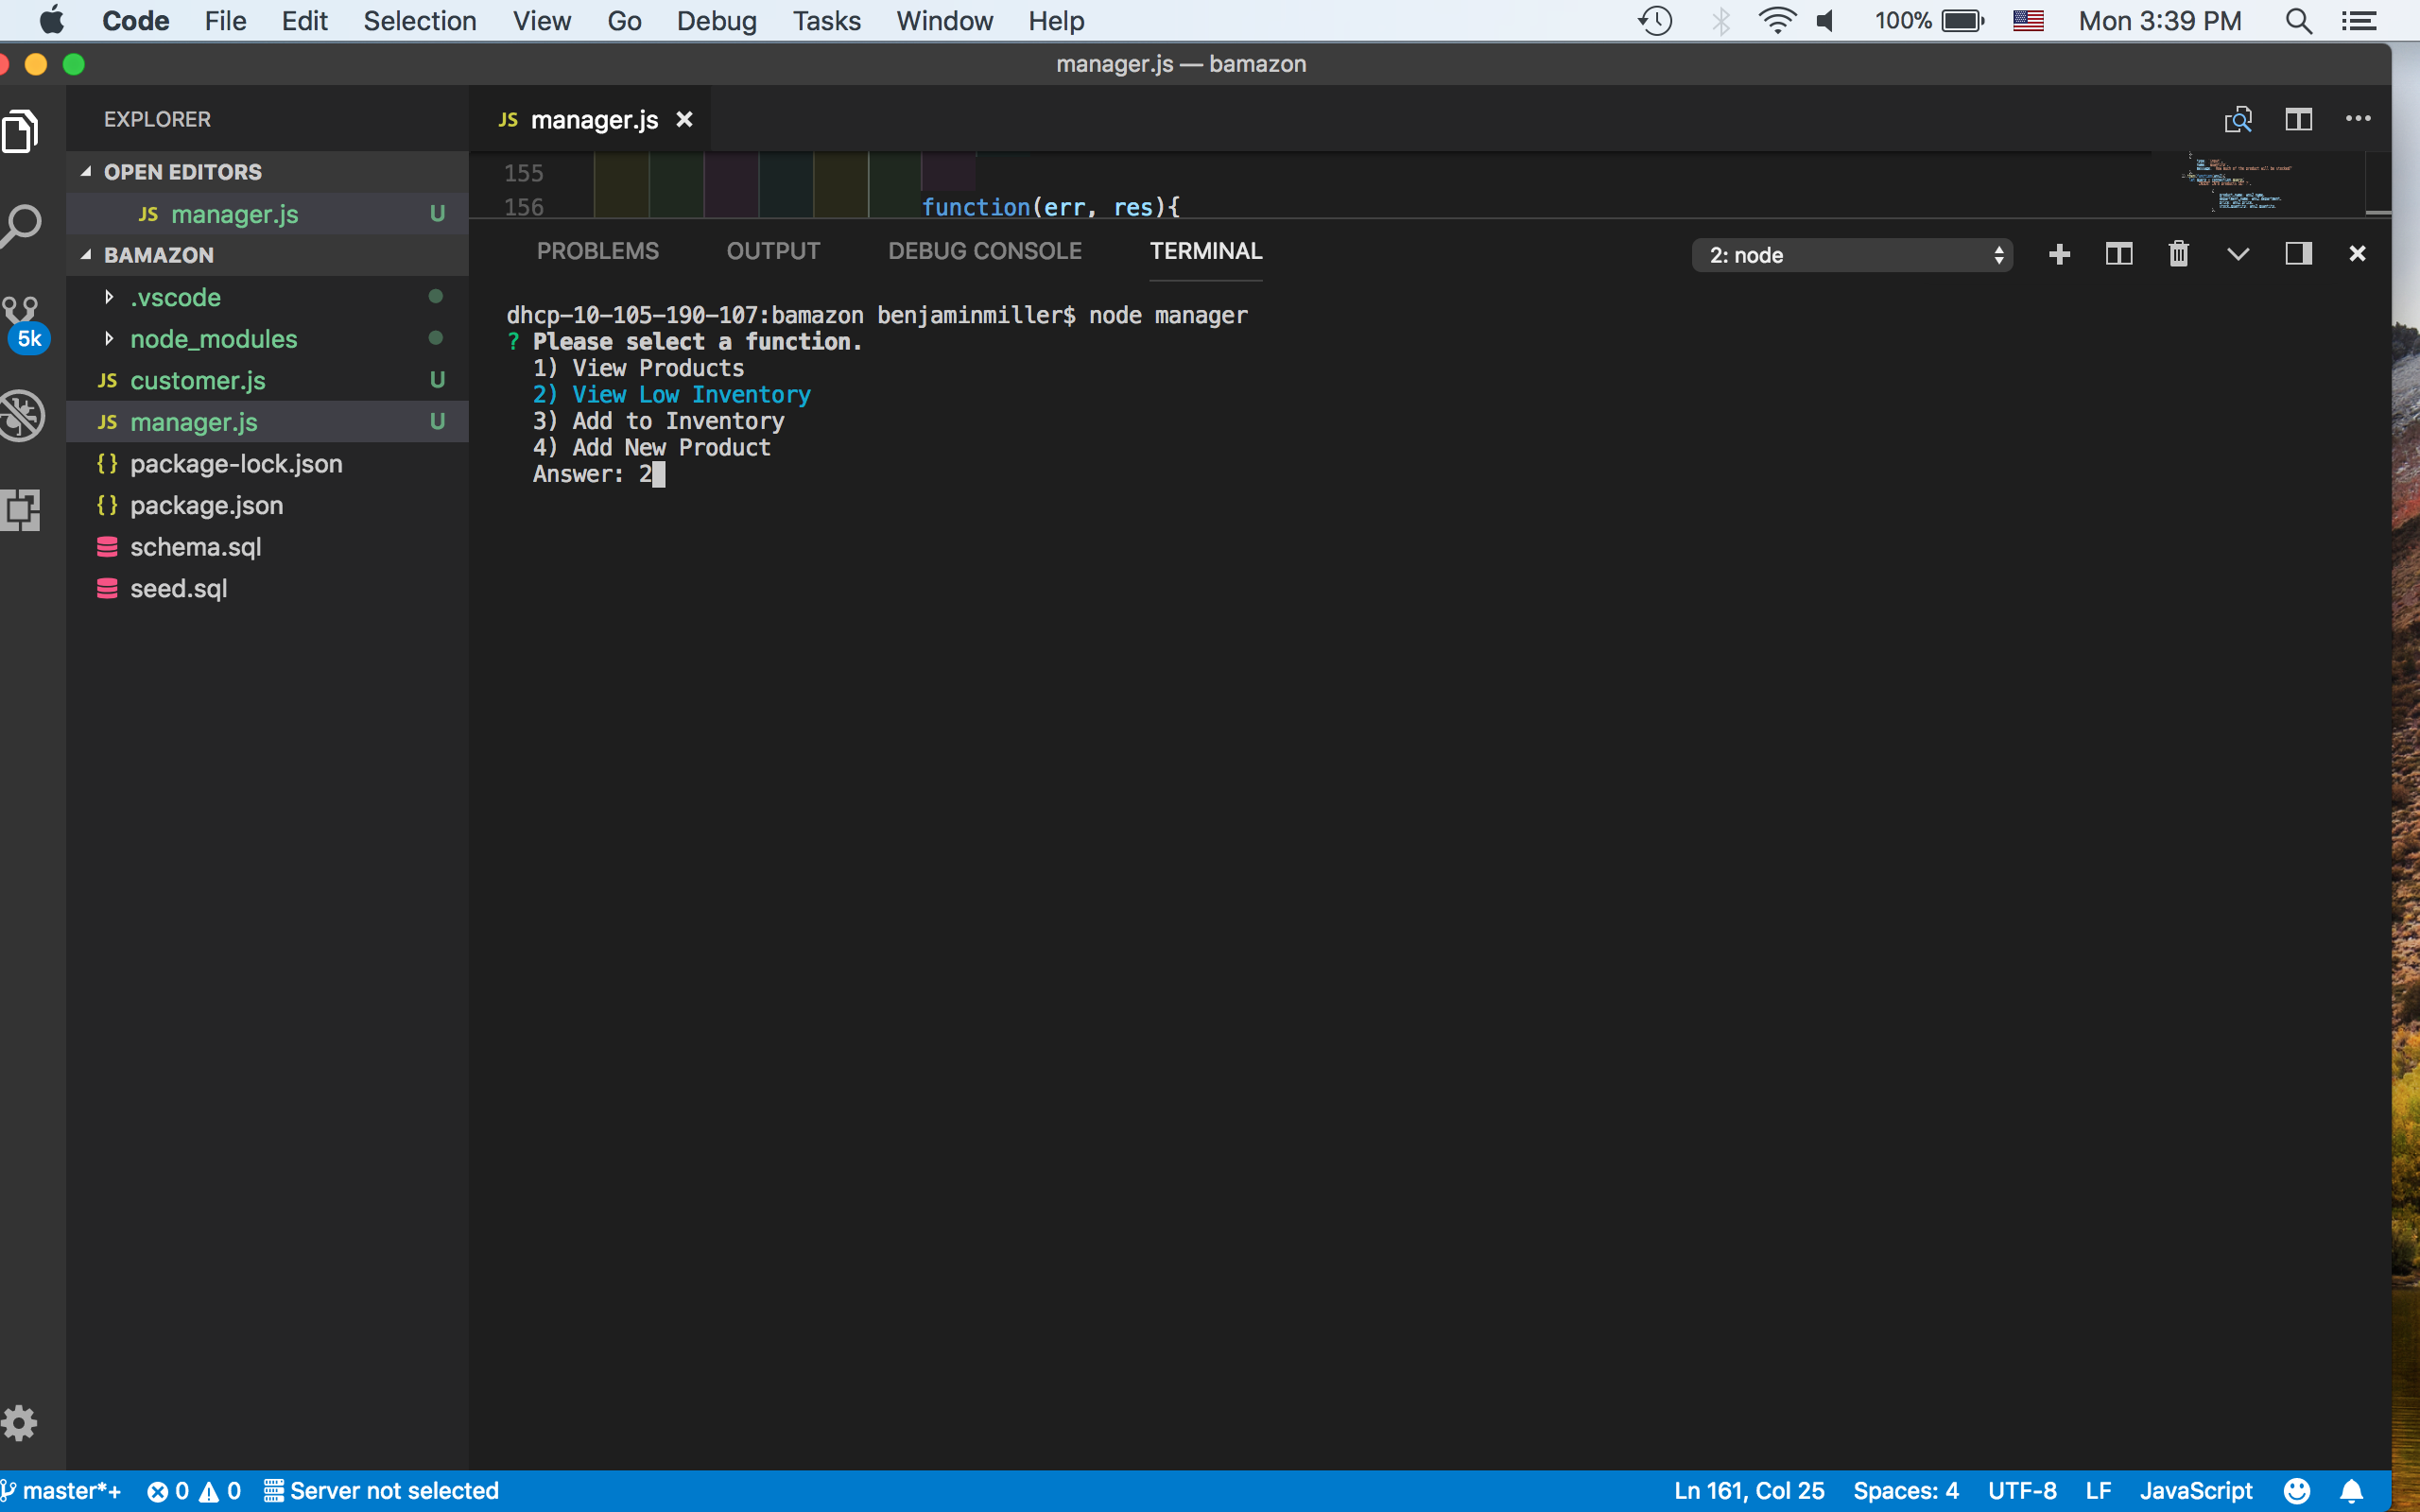 Code File Edit Selection View Go Debug Tasks Window Help 100% Mon 3:39 PM
manager.js — bamazon
EXPLORER
JS manager.js
OPEN EDITORS
JS manager.js U
BAMAZON
.vscode
node_modules
JS customer.js U
JS manager.js U
{} package-lock.json
{} package.json
schema.sql
seed.sql
5k
155
156 function(err, res){
PROBLEMS OUTPUT DEBUG CONSOLE TERMINAL 2: node
dhcp-10-105-190-107:bamazon benjaminmiller$ node manager
? Please select a function.
1) View Products
2) View Low Inventory
3) Add to Inventory
4) Add New Product
Answer: 2
master*+ 0 0 Server not selected Ln 161, Col 25 Spaces: 4 UTF-8 LF JavaScript